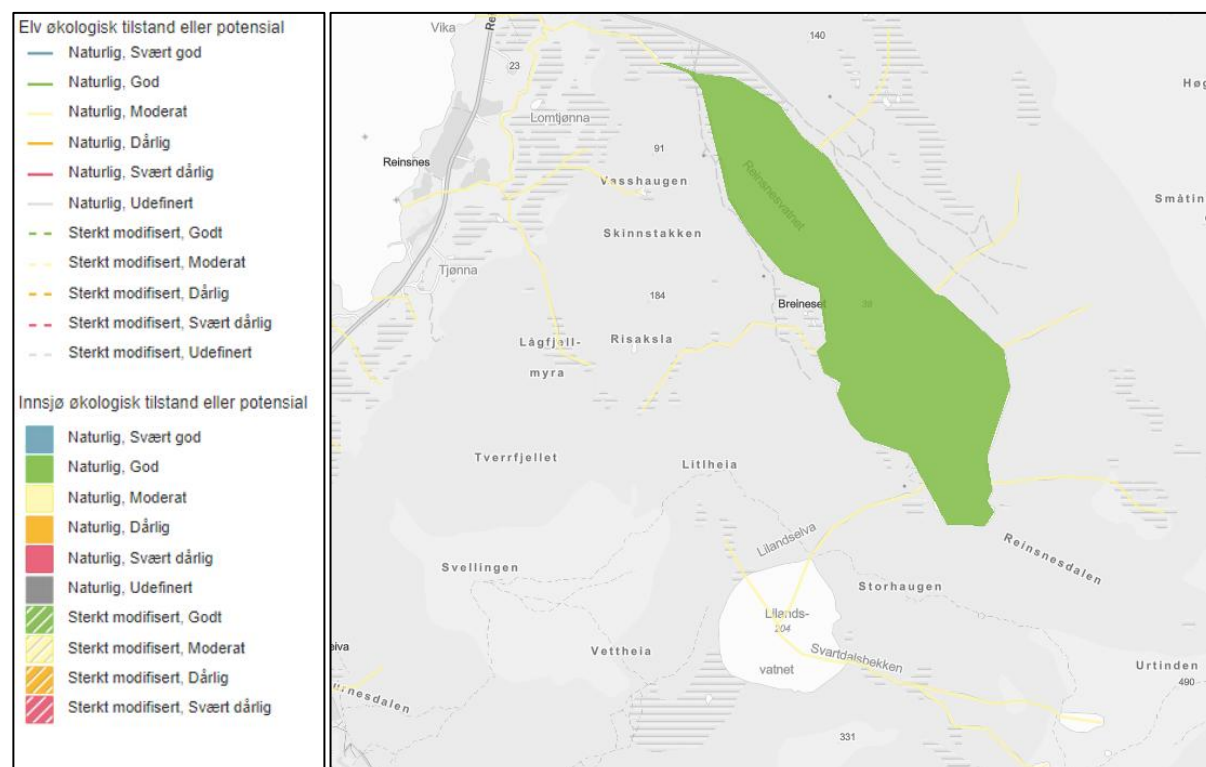 Elv økologisk tilstand eller potensial
Naturlig, Svært god
Naturlig, God
Naturlig, Moderat
Naturlig, Dårlig
Naturlig, Svært dårlig
Naturlig, Udefinert
Sterkt modifisert, Godt
Sterkt modifisert, Moderat
Sterkt modifisert, Dårlig
Sterkt modifisert, Svært dårlig
Sterkt modifisert, Udefinert
Innsjø økologisk tilstand eller potensial
Naturlig, Svært god
Naturlig, God
Naturlig, Moderat
Naturlig, Dårlig
Naturlig, Svært dårlig
Naturlig, Udefinert
Sterkt modifisert, Godt
Sterkt modifisert, Moderat
Sterkt modifisert, Dårlig
Sterkt modifisert, Svært dårlig
Vika
Rei
140
23
Høg
Lomtjønna
91
Reinsnes
Vasshaugen
Reinsnesvatnet
Småtin
Skinnstakken
Tjønna
184
Breineset
Lågfjell-
myra
Risaksla
Tverrfjellet
Litlheia
Lilandselva
Reinsnesdalen
Svellingen
Storhaugen
Lilands-
204
vatnet
Svartdalsbekken
Vettheia
Urtinden
490
331